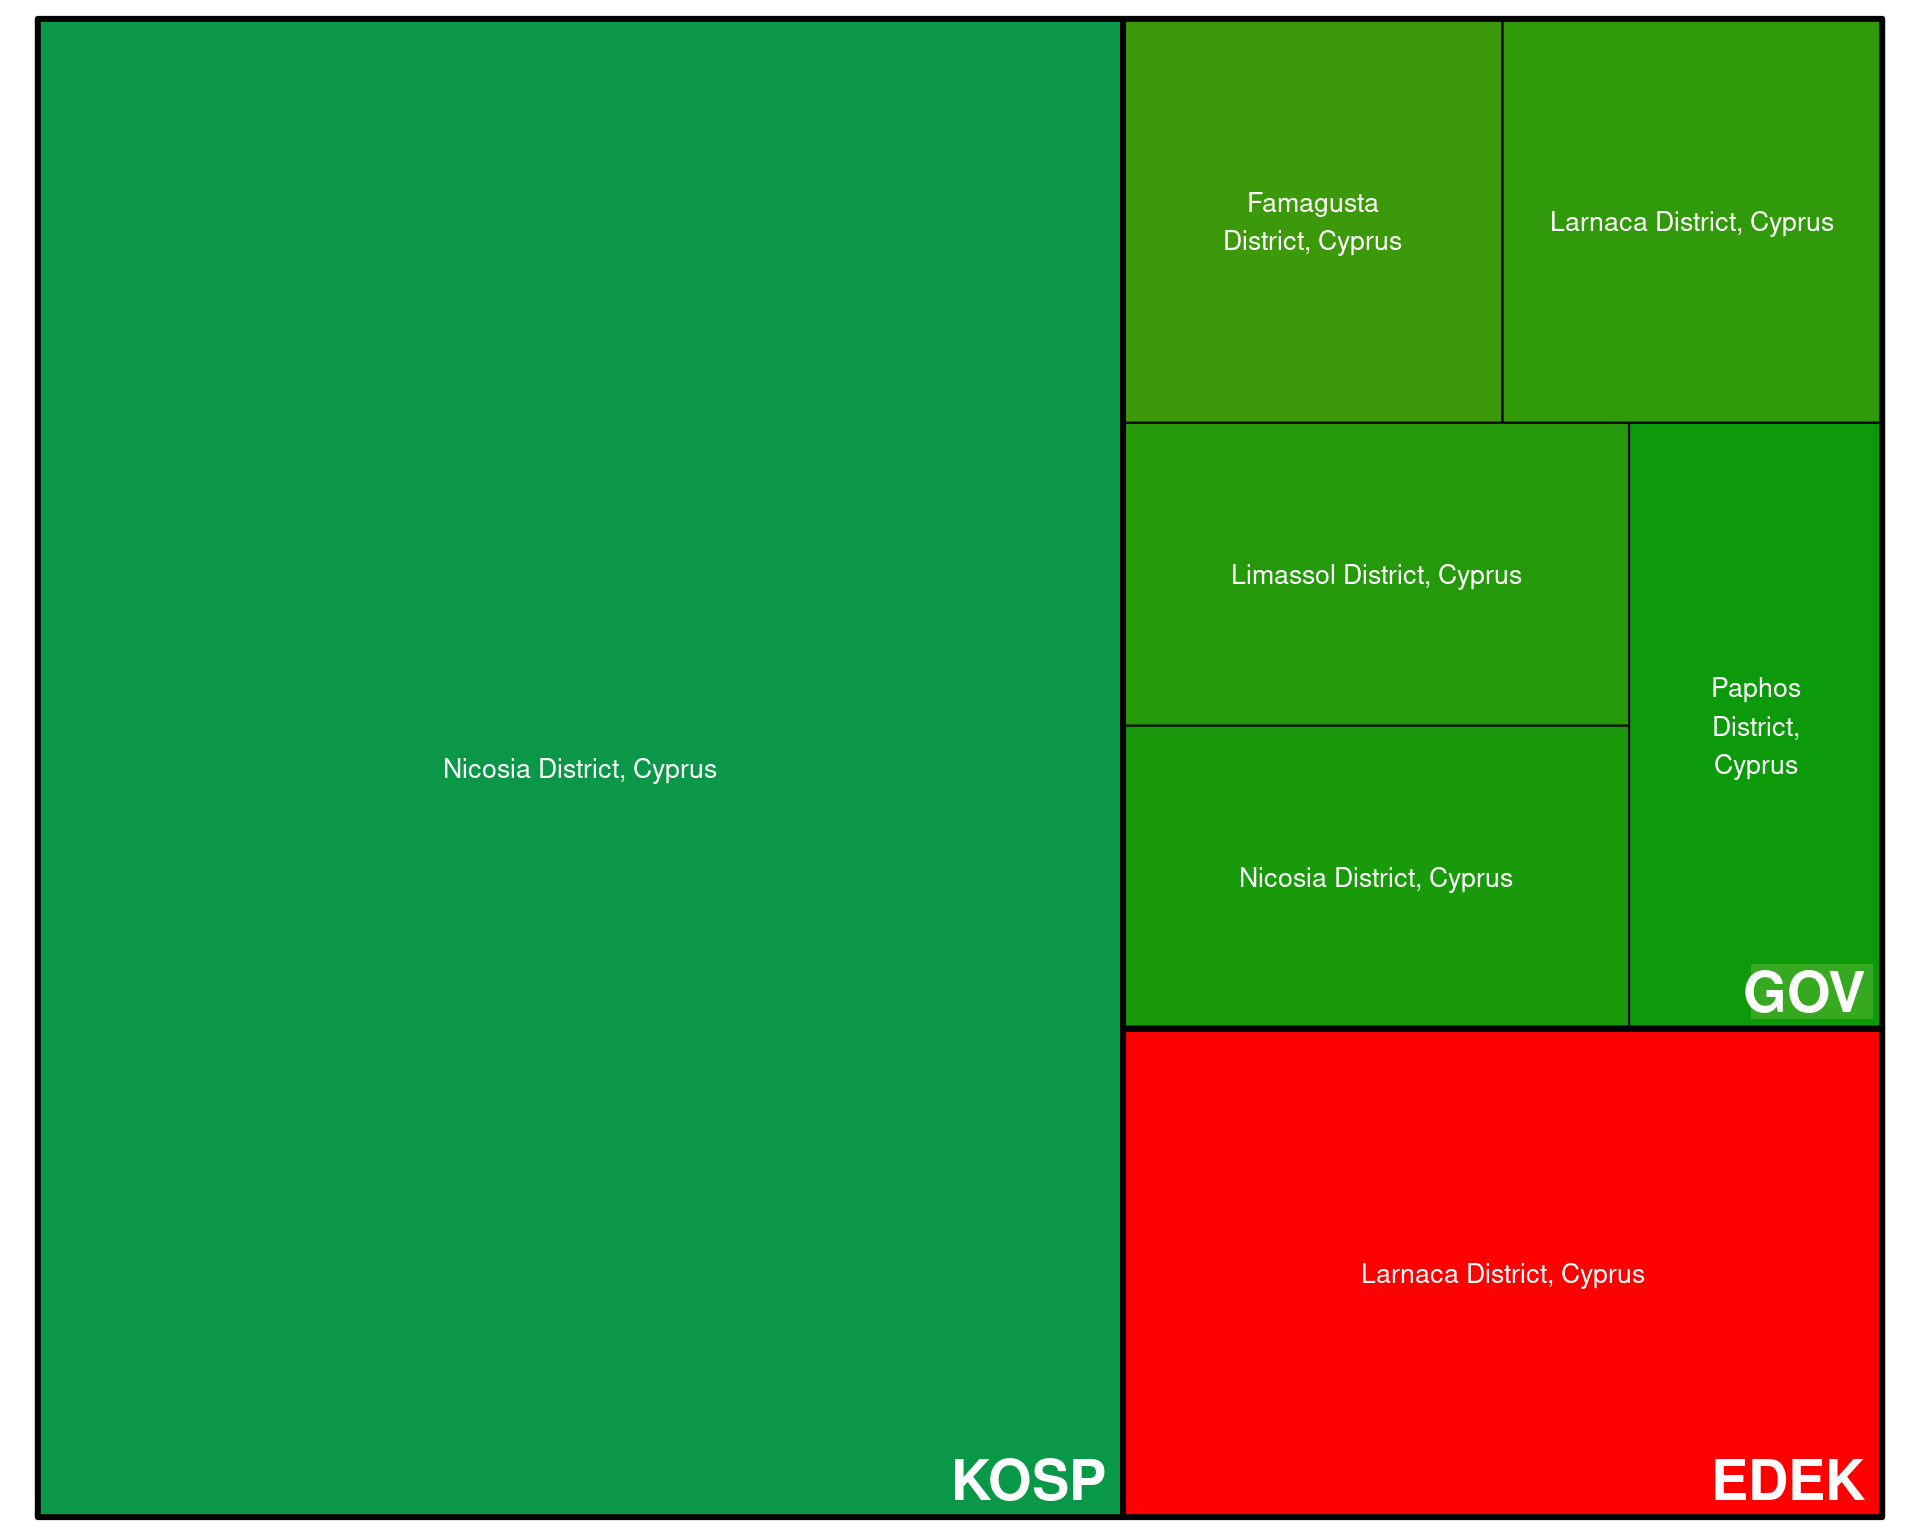 Nicosia District, Cyprus
KOSP
Famagusta
District, Cyprus
Larnaca District, Cyprus
Limassol District, Cyprus
Nicosia District, Cyprus
Paphos
District,
Cyprus
GOV
Larnaca District, Cyprus
EDEK